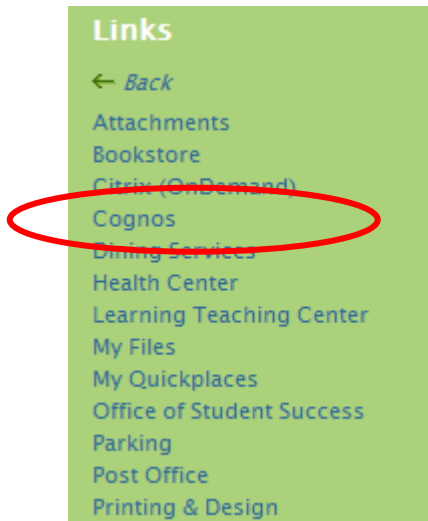 Links
← Back
Attachments
Bookstore
Citrix (OnDemand)
Cognos
Dining Services
Health Center
Learning Teaching Center
My Files
My Quickplaces
Office of Student Success
Parking
Post Office
Printing & Design